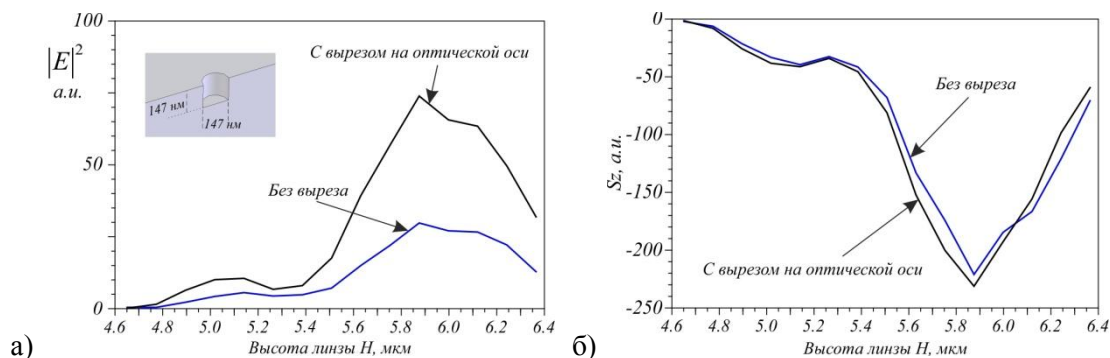 100
|E|²
а.и.
50
0
С вырезом на оптической оси
147 нм
147 нм
Без выреза
4.6 4.8 5.0 5.2 5.4 5.6 5.8 6.0 6.2 6.4
Высота линзы H, мкм
а)
0
-50
-100
-150
-200
-250
Sz, а.и.
Без выреза
С вырезом на оптической оси
4.6 4.8 5.0 5.2 5.4 5.6 5.8 6.0 6.2 6.4
Высота линзы H, мкм
б)